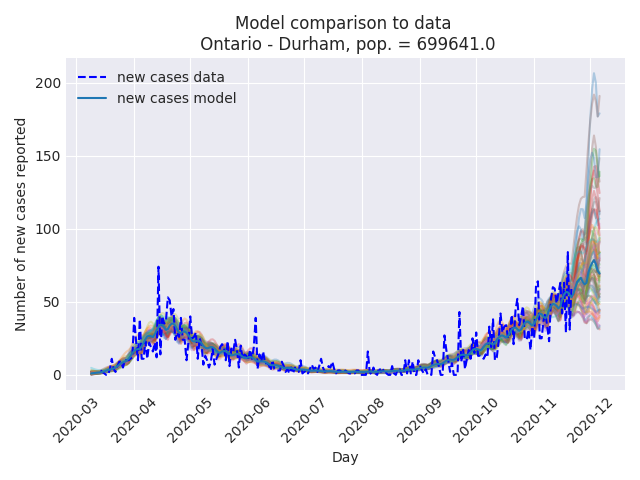 Model comparison to data
Ontario - Durham, pop. = 699641.0
new cases data
new cases model
Number of new cases reported
200
150
100
50
0
2020-03
2020-04
2020-05
2020-06
2020-07
2020-08
2020-09
2020-10
2020-11
2020-12
Day